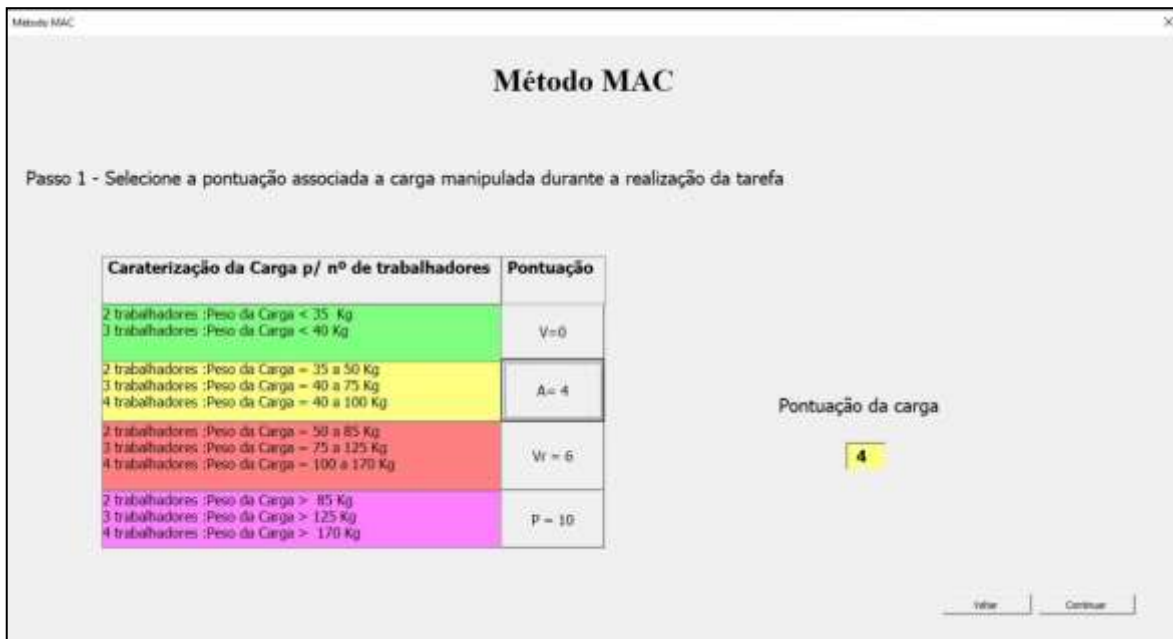 Método MAC
Método MAC
Passo 1 - Selecione a pontuação associada a carga manipulada durante a realização da tarefa
Caraterização da Carga p/ nº de trabalhadores Pontuação
2 trabalhadores :Peso da Carga < 35 Kg
3 trabalhadores :Peso da Carga < 40 Kg
V=0
2 trabalhadores :Peso da Carga = 35 a 50 Kg
3 trabalhadores :Peso da Carga = 40 a 75 Kg
4 trabalhadores :Peso da Carga = 40 a 100 Kg
A= 4
2 trabalhadores :Peso da Carga = 50 a 85 Kg
3 trabalhadores :Peso da Carga = 75 a 125 Kg
4 trabalhadores :Peso da Carga = 100 a 170 Kg
Vr = 6
2 trabalhadores :Peso da Carga > 85 Kg
3 trabalhadores :Peso da Carga > 125 Kg
4 trabalhadores :Peso da Carga > 170 Kg
P = 10
Pontuação da carga
4
Voltar Continuar